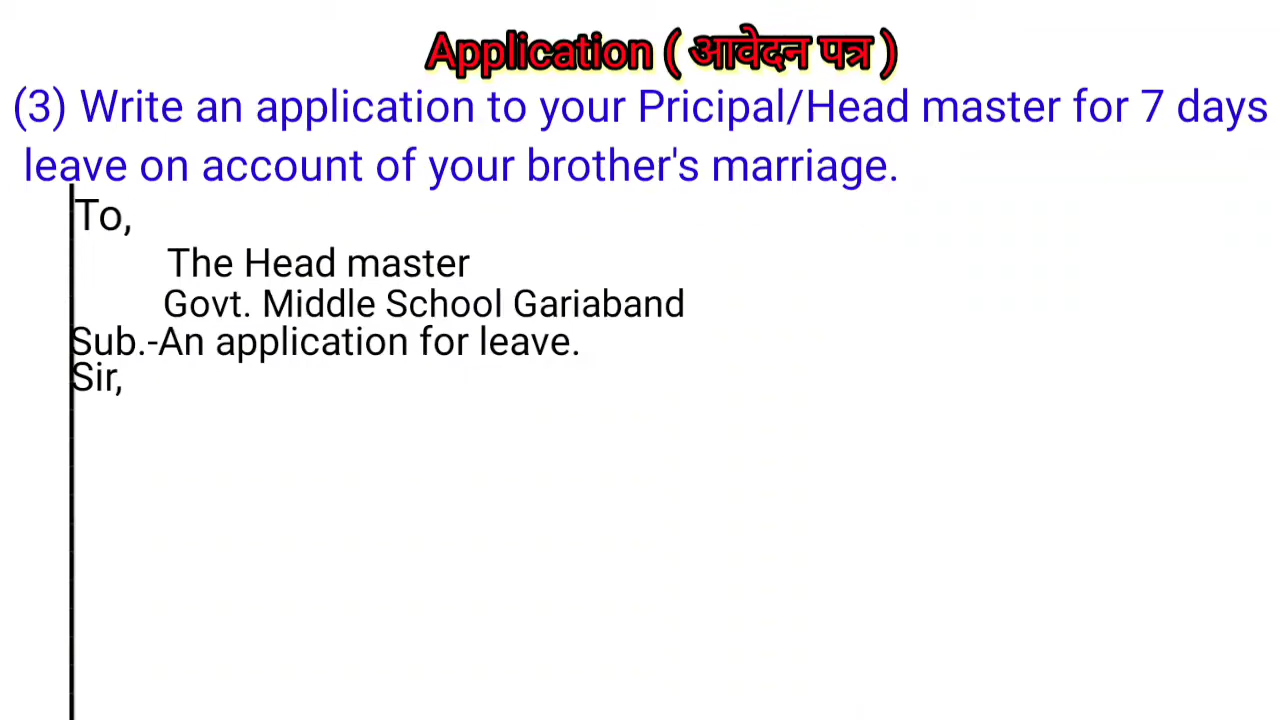 Application ( आवेदन पत्र )
(3) Write an application to your Pricipal/Head master for 7 days
leave on account of your brother's marriage.
To,
The Head master
Govt. Middle School Gariaband
Sub.-An application for leave.
Sir,